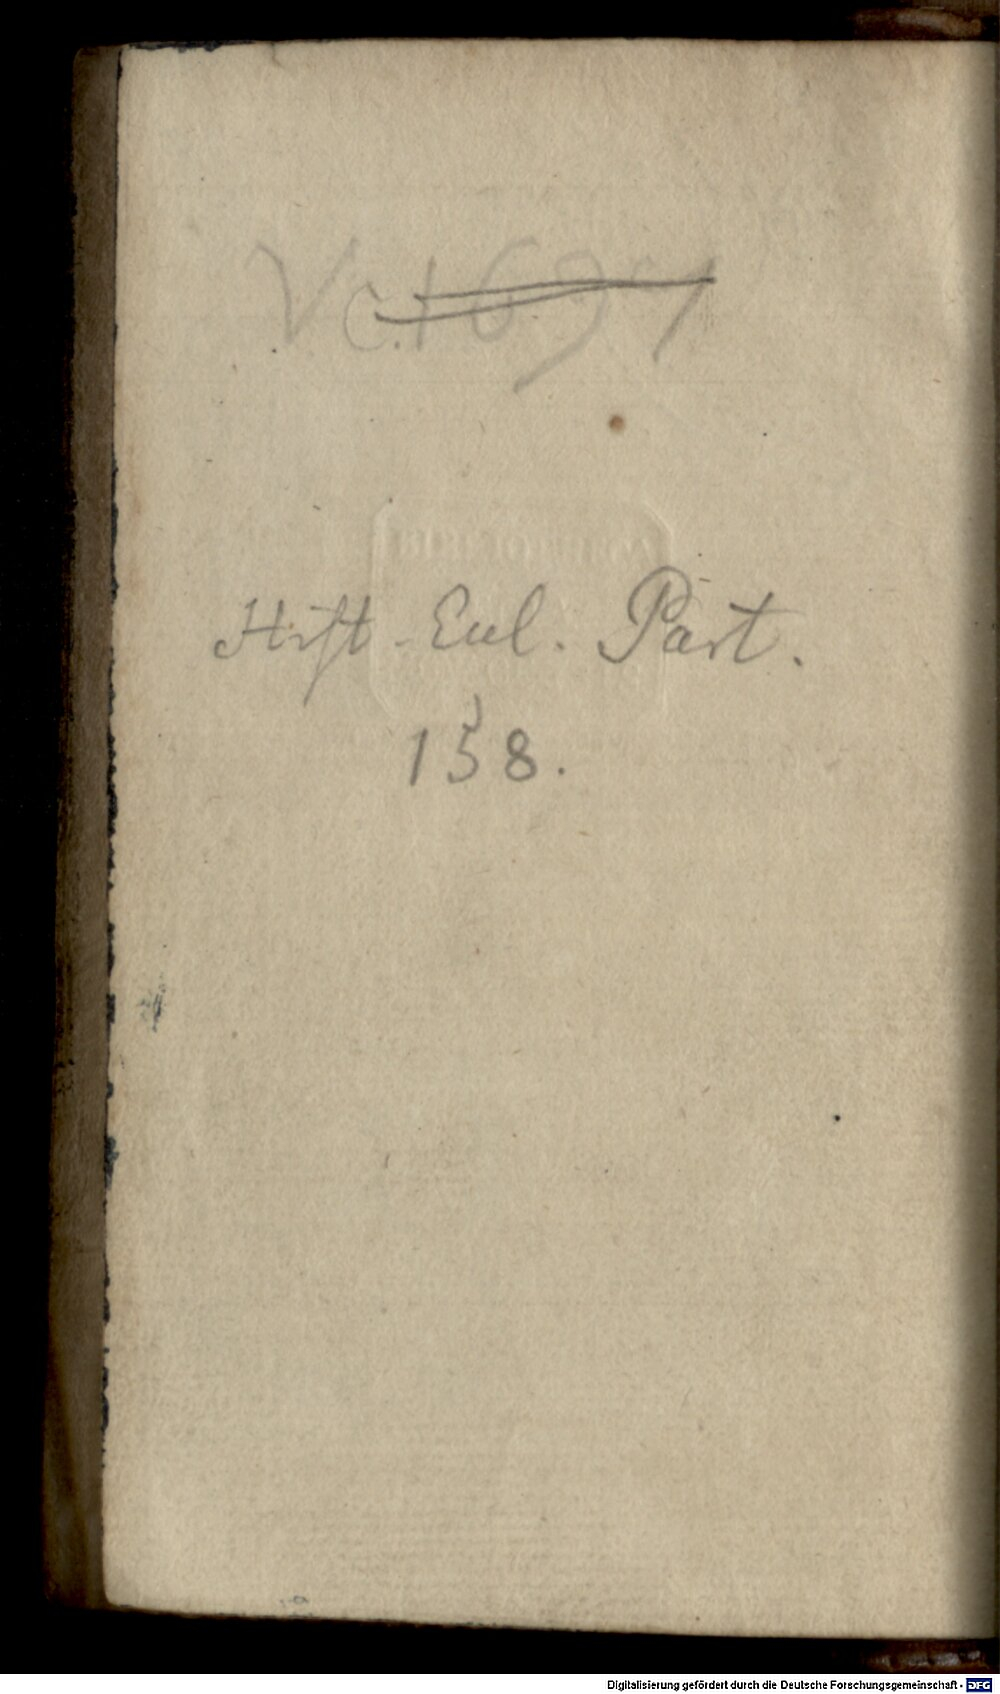 Vc. 1691
Hist. Eccl. Part.
158.
Digitalisierung gefördert durch die Deutsche Forschungsgemeinschaft - DFG